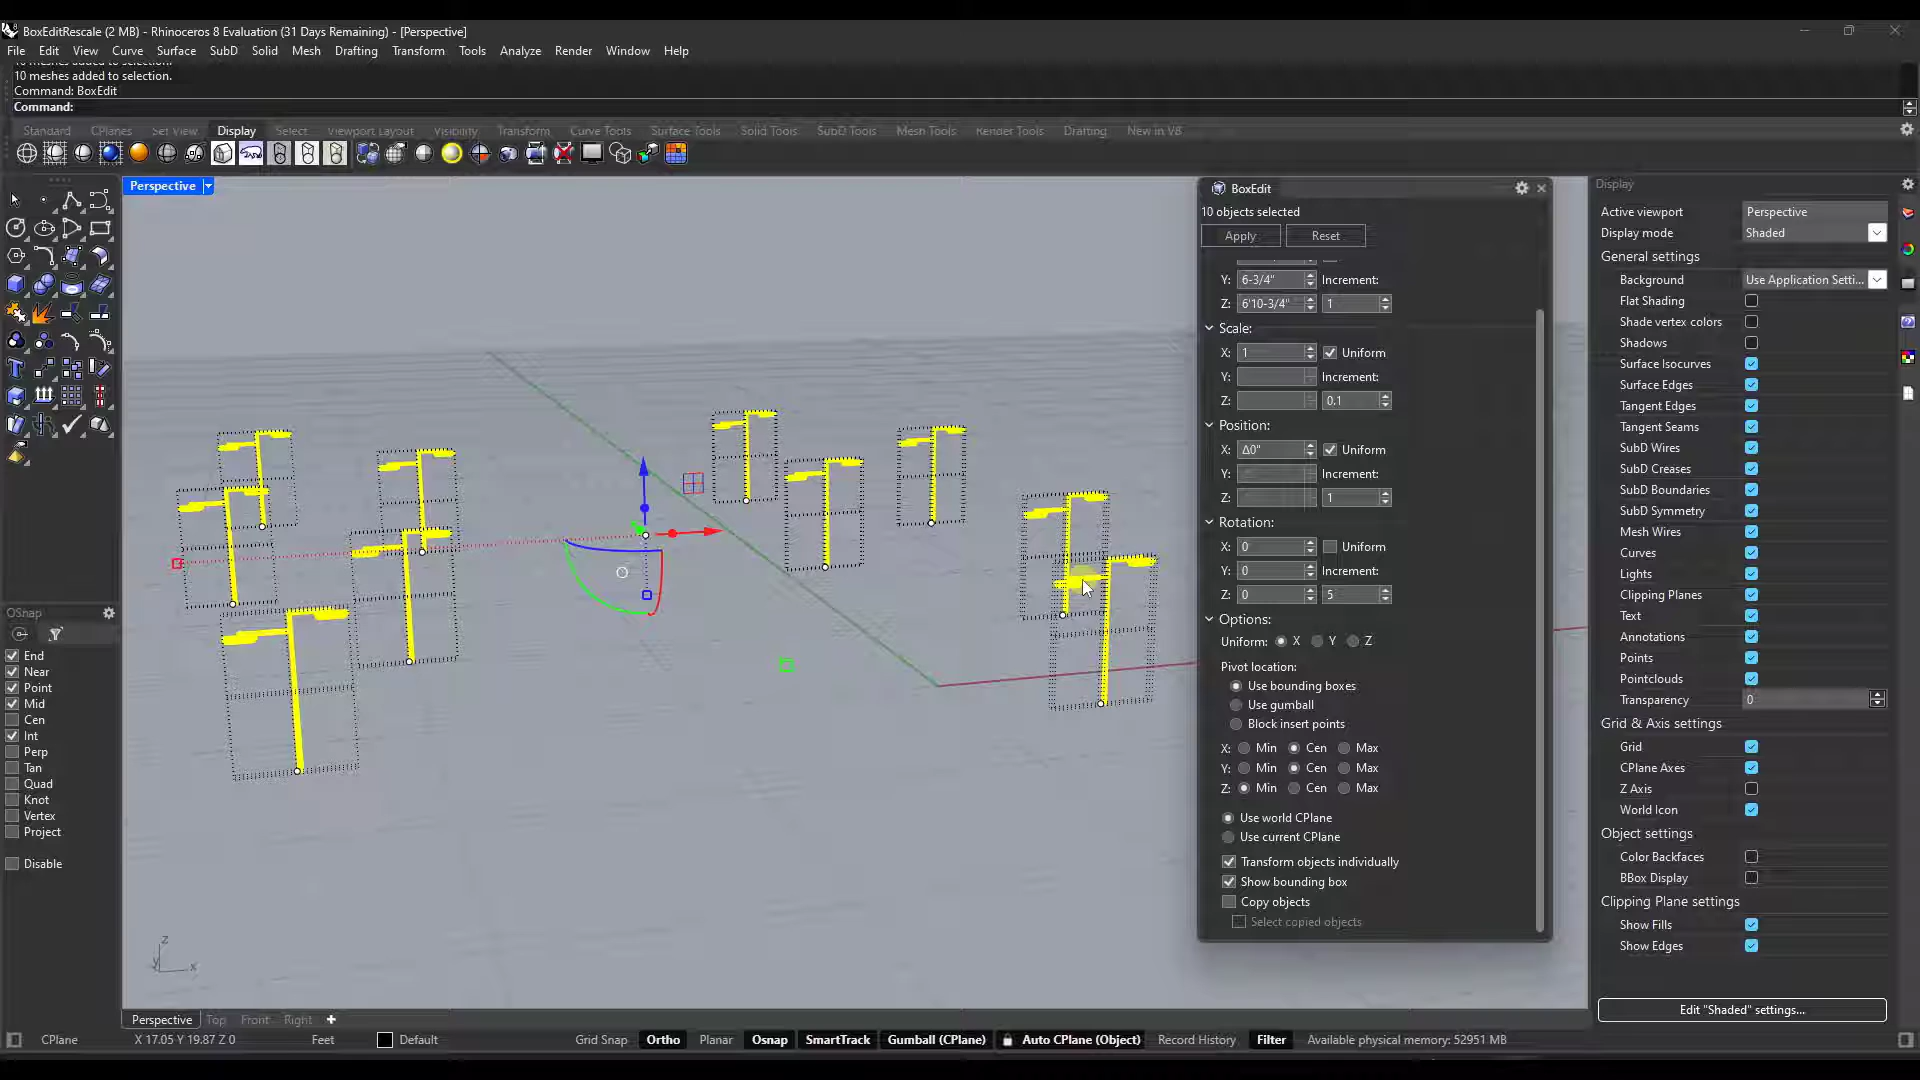 BoxEditRescale (2 MB) - Rhinoceros 8 Evaluation (31 Days Remaining) - [Perspective]
File Edit View Curve Surface SubD Solid Mesh Drafting Transform Tools Analyze Render Window Help
10 meshes added to selection.
10 meshes added to selection.
Command: BoxEdit
Command:
Standard CPlanes Set View Display Select Viewport Layout Visibility Transform Curve Tools Surface Tools Solid Tools SubD Tools Mesh Tools Render Tools Drafting New in V8
Perspective
BoxEdit
10 objects selected
Apply Reset
Y: 6-3/4" Increment:
Z: 6'10-3/4" 1
Scale:
X: 1 Uniform
Y: Increment:
Z: 0.1
Position:
X: Δ0" Uniform
Y: Increment:
Z: 1
Rotation:
X: 0 Uniform
Y: 0 Increment:
Z: 0 5
Options:
Uniform: X Y Z
Pivot location:
Use bounding boxes
Use gumball
Block insert points
X: Min Cen Max
Y: Min Cen Max
Z: Min Cen Max
Use world CPlane
Use current CPlane
Transform objects individually
Show bounding box
Copy objects
Select copied objects
Display
Active viewport Perspective
Display mode Shaded
General settings
Background Use Application Setti...
Flat Shading
Shade vertex colors
Shadows
Surface Isocurves
Surface Edges
Tangent Edges
Tangent Seams
SubD Wires
SubD Creases
SubD Boundaries
SubD Symmetry
Mesh Wires
Curves
Lights
Clipping Planes
Text
Annotations
Points
Pointclouds
Transparency 0
Grid & Axis settings
Grid
CPlane Axes
Z Axis
World Icon
Object settings
Color Backfaces
BBox Display
Clipping Plane settings
Show Fills
Show Edges
Edit "Shaded" settings...
OSnap
End
Near
Point
Mid
Cen
Int
Perp
Tan
Quad
Knot
Vertex
Project
Disable
z
y x
Perspective Top Front Right
CPlane X 17.05 Y 19.87 Z 0 Feet Default Grid Snap Ortho Planar Osnap SmartTrack Gumball (CPlane) Auto CPlane (Object) Record History Filter Available physical memory: 52951 MB